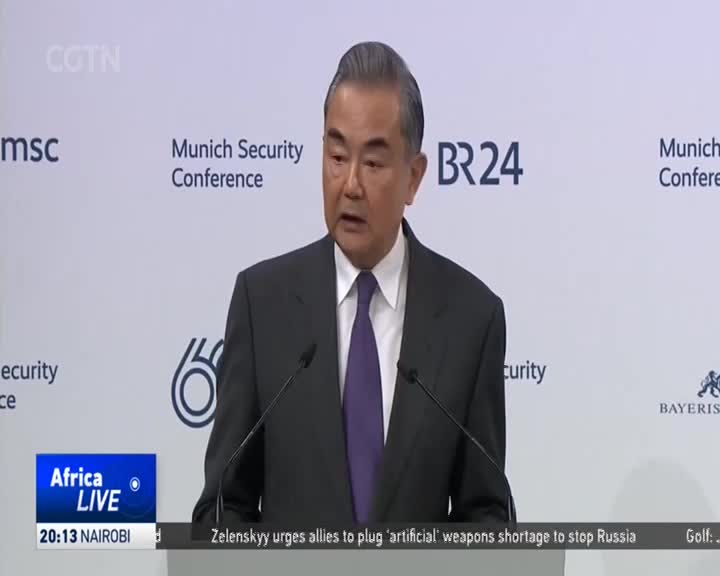 CGTN
msc
Munich Security
Conference
BR24
Munich
Confere
ecurity
ce
60
curity
BAYERIS
Africa
LIVE
20:13 NAIROBI
d Zelenskyy urges allies to plug 'artificial' weapons shortage to stop Russia Golf: J